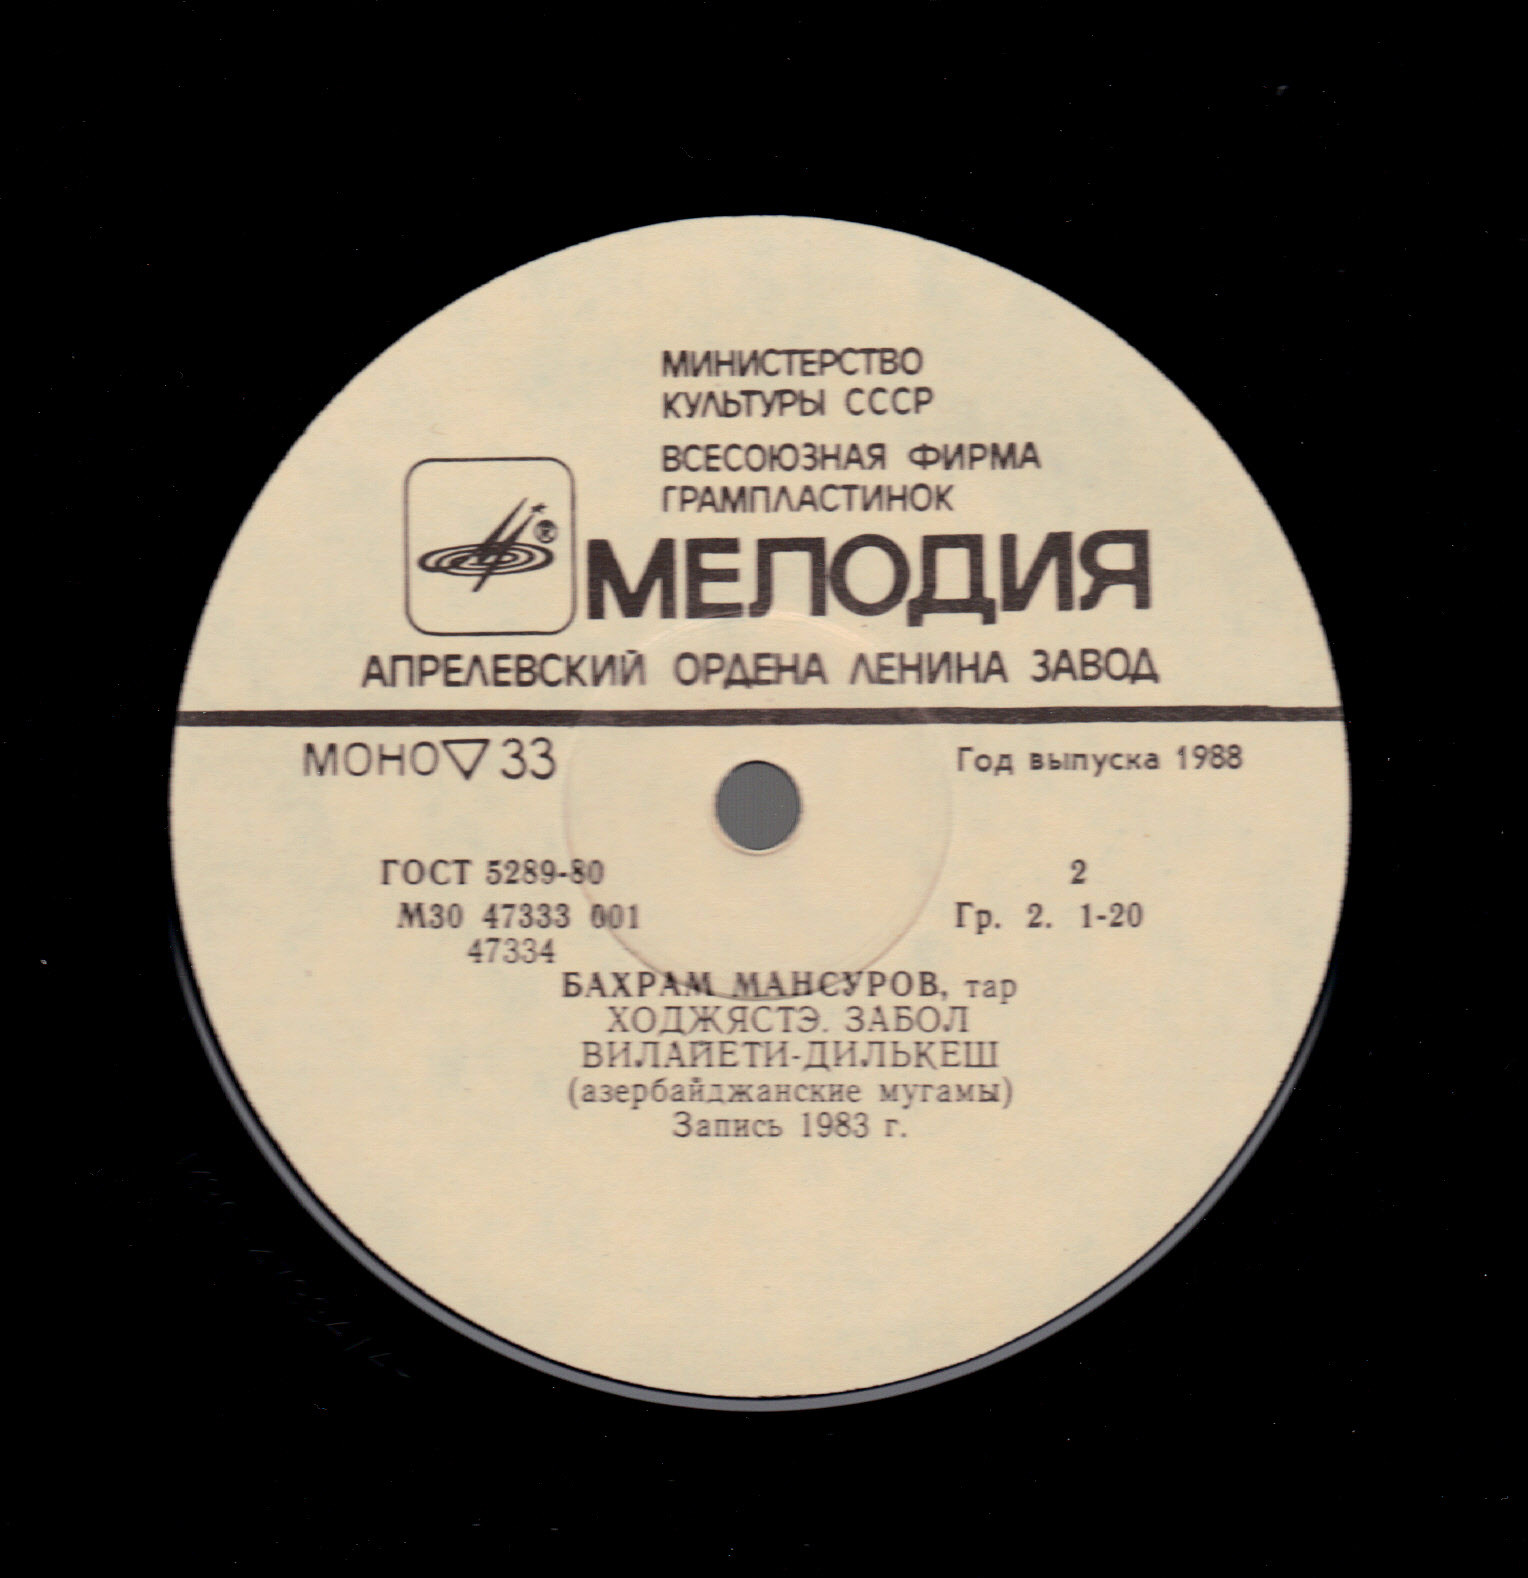 МИНИСТЕРСТВО
КУЛЬТУРЫ СССР
ВСЕСОЮЗНАЯ ФИРМА
ГРАМПЛАСТИНОК
®
МЕЛОДИЯ
АПРЕЛЕВСКИЙ ОРДЕНА ЛЕНИНА ЗАВОД
МОНО▽33
Год выпуска 1988
ГОСТ 5289-80
2
М30 47333 001
Гр. 2. 1-20
47334
БАХРАМ МАНСУРОВ, тар
ХОДЖЯСТЭ. ЗАБОЛ
ВИЛАЙЕТИ-ДИЛЬКЕШ
(азербайджанские мугамы)
Запись 1983 г.